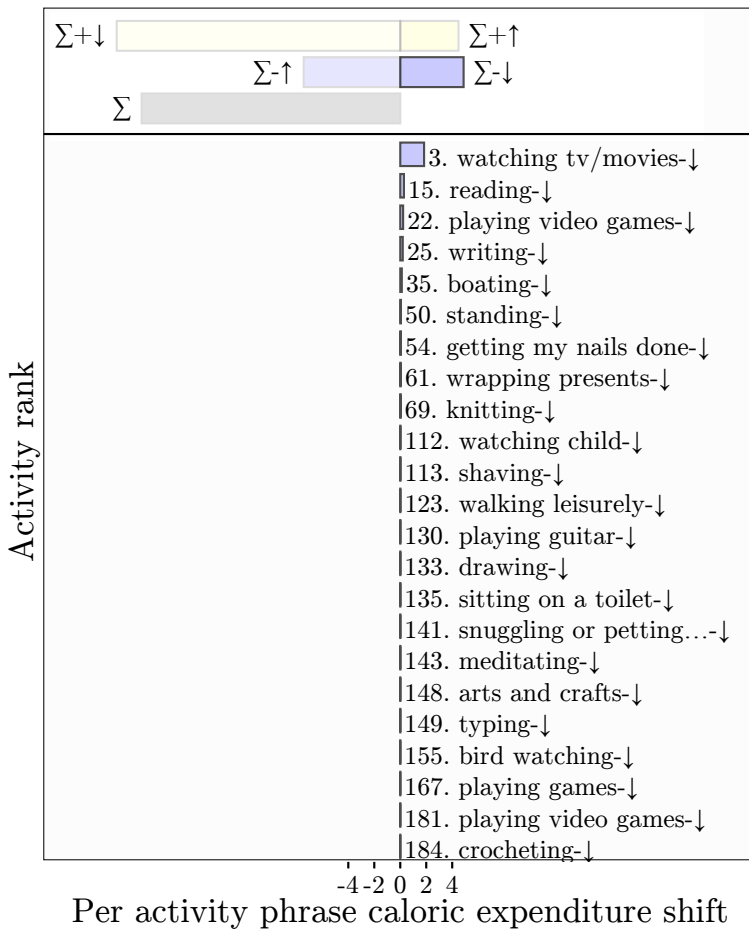 Σ+↓ Σ+↑
Σ-↑ Σ-↓
Σ
3. watching tv/movies-↓
15. reading-↓
22. playing video games-↓
25. writing-↓
35. boating-↓
50. standing-↓
54. getting my nails done-↓
61. wrapping presents-↓
69. knitting-↓
112. watching child-↓
113. shaving-↓
123. walking leisurely-↓
130. playing guitar-↓
133. drawing-↓
135. sitting on a toilet-↓
141. snuggling or petting...-↓
143. meditating-↓
148. arts and crafts-↓
149. typing-↓
155. bird watching-↓
167. playing games-↓
181. playing video games-↓
184. crocheting-↓
Activity rank
-4 -2 0 2 4
Per activity phrase caloric expenditure shift